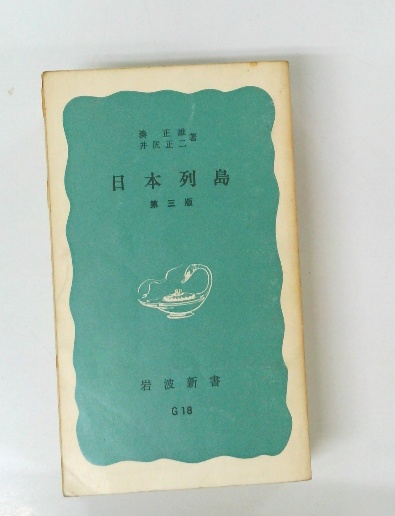 湊正雄
井尻正二 著
日本列島
第三版
岩波新書
G18